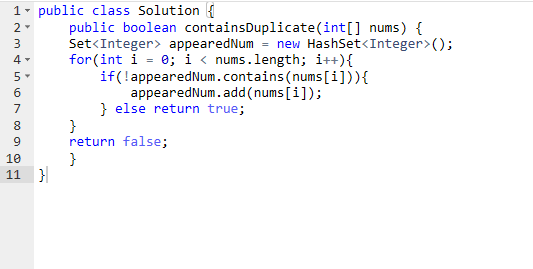 1 public class Solution {
2     public boolean containsDuplicate(int[] nums) {
3     Set<Integer> appearedNum = new HashSet<Integer>();
4     for(int i = 0; i < nums.length; i++){
5         if(!appearedNum.contains(nums[i])){
6             appearedNum.add(nums[i]);
7         } else return true;
8     }
9     return false;
10     }
11 }